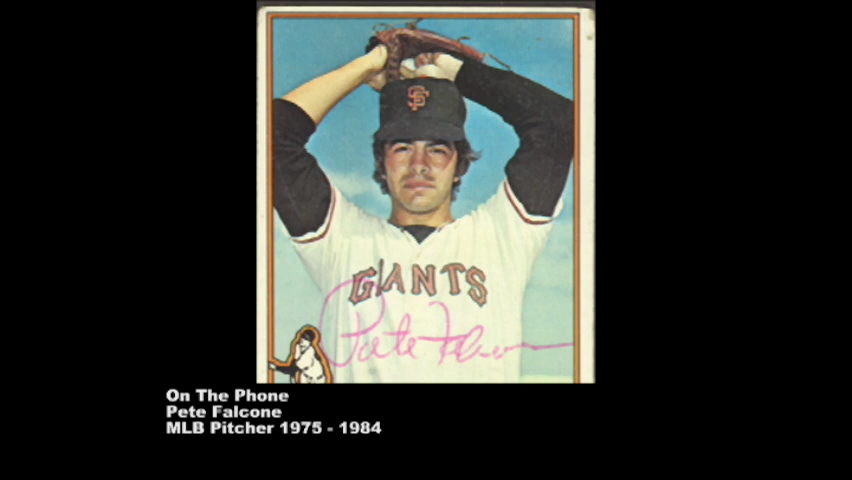 SF
GIANTS
Pete Falcone
On The Phone
Pete Falcone
MLB Pitcher 1975 - 1984